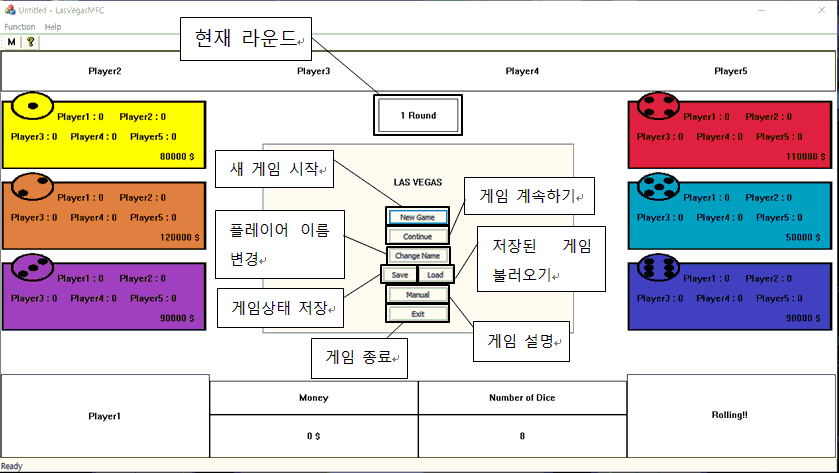 Untitled - LasVegasMFC
Function Help
M ?
현재 라운드
Player2 Player3 Player4 Player5
1 Round
Player1 : 0 Player2 : 0
Player3 : 0 Player4 : 0 Player5 : 0
80000 $
Player1 : 0 Player2 : 0
Player3 : 0 Player4 : 0 Player5 : 0
120000 $
Player1 : 0 Player2 : 0
Player3 : 0 Player4 : 0 Player5 : 0
90000 $
새 게임 시작
플레이어 이름
변경
게임상태 저장
게임 종료
LAS VEGAS
New Game
Continue
Change Name
Save Load
Manual
Exit
게임 계속하기
저장된 게임
불러오기
게임 설명
Player1 : 0 Player2 : 0
Player3 : 0 Player4 : 0 Player5 : 0
110000 $
Player1 : 0 Player2 : 0
Player3 : 0 Player4 : 0 Player5 : 0
50000 $
Player1 : 0 Player2 : 0
Player3 : 0 Player4 : 0 Player5 : 0
90000 $
Player1
Money Number of Dice
0 $ 8
Rolling!!
Ready